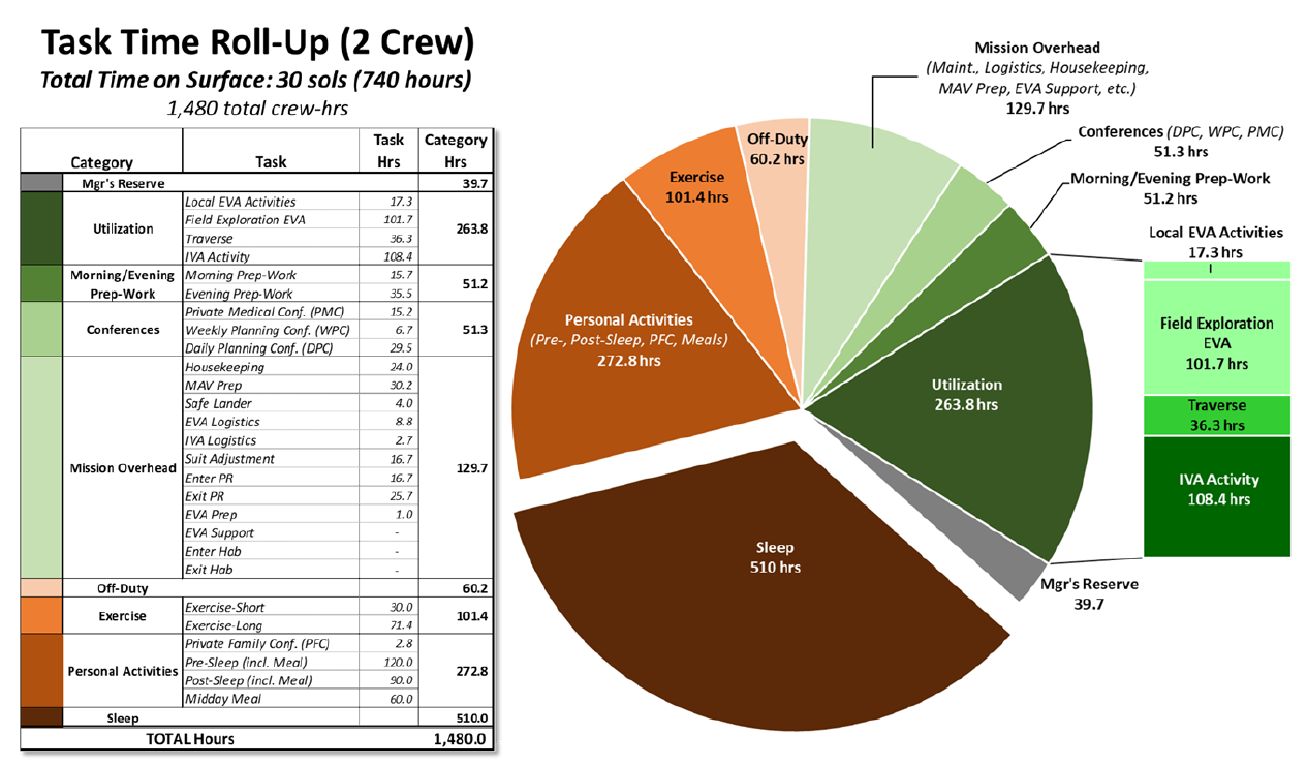 Task Time Roll-Up (2 Crew)
Total Time on Surface: 30 sols (740 hours)
1,480 total crew-hrs
Category Task Task Hrs Category Hrs
Mgr's Reserve 39.7
Utilization 263.8
Local EVA Activities 17.3
Field Exploration EVA 101.7
Traverse 36.3
IVA Activity 108.4
Morning/Evening Prep-Work 51.2
Morning Prep-Work 15.7
Evening Prep-Work 35.5
Conferences 51.3
Private Medical Conf. (PMC) 15.2
Weekly Planning Conf. (WPC) 6.7
Daily Planning Conf. (DPC) 29.5
Mission Overhead 129.7
Housekeeping 24.0
MAV Prep 30.2
Safe Lander 4.0
EVA Logistics 8.8
IVA Logistics 2.7
Suit Adjustment 16.7
Enter PR 16.7
Exit PR 25.7
EVA Prep 1.0
EVA Support -
Enter Hab -
Exit Hab -
Off-Duty 60.2
Exercise 101.4
Exercise-Short 30.0
Exercise-Long 71.4
Personal Activities 272.8
Private Family Conf. (PFC) 2.8
Pre-Sleep (incl. Meal) 120.0
Post-Sleep (incl. Meal) 90.0
Midday Meal 60.0
Sleep 510.0
TOTAL Hours 1,480.0
Mission Overhead
(Maint., Logistics, Housekeeping,
MAV Prep, EVA Support, etc.)
129.7 hrs
Conferences (DPC, WPC, PMC)
51.3 hrs
Morning/Evening Prep-Work
51.2 hrs
Local EVA Activities
17.3 hrs
Field Exploration
EVA
101.7 hrs
Traverse
36.3 hrs
IVA Activity
108.4 hrs
Off-Duty
60.2 hrs
Exercise
101.4 hrs
Personal Activities
(Pre-, Post-Sleep, PFC, Meals)
272.8 hrs
Utilization
263.8 hrs
Sleep
510 hrs
Mgr's Reserve
39.7